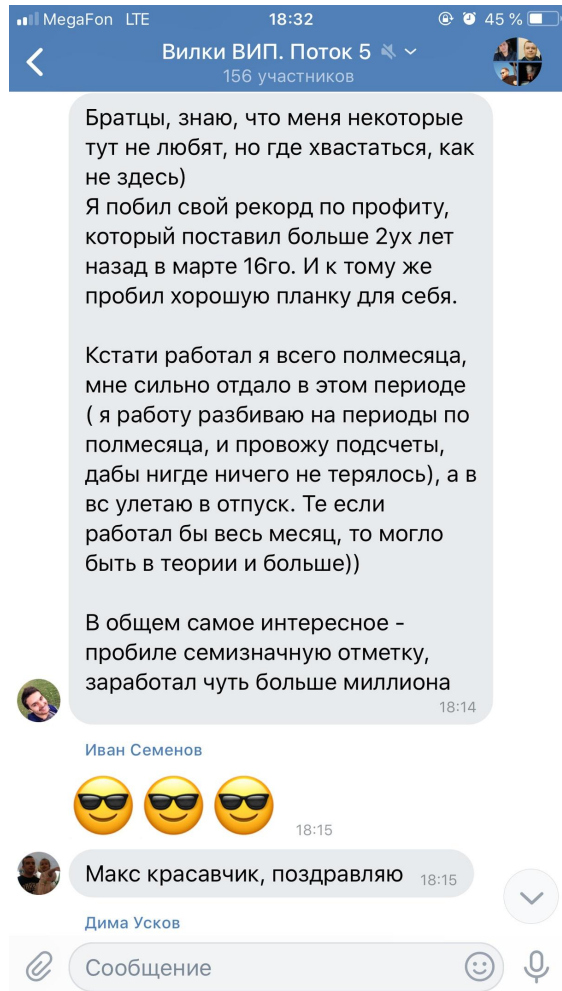 MegaFon LTE 18:32 45 %
Вилки ВИП. Поток 5
156 участников
Братцы, знаю, что меня некоторые
тут не любят, но где хвастаться, как
не здесь)
Я побил свой рекорд по профиту,
который поставил больше 2ух лет
назад в марте 16го. И к тому же
пробил хорошую планку для себя.
Кстати работал я всего полмесяца,
мне сильно отдало в этом периоде
( я работу разбиваю на периоды по
полмесяца, и провожу подсчеты,
дабы нигде ничего не терялось), а в
вс улетаю в отпуск. Те если
работал бы весь месяц, то могло
быть в теории и больше))
В общем самое интересное -
пробиле семизначную отметку,
заработал чуть больше миллиона
18:14
Иван Семенов
18:15
Макс красавчик, поздравляю 18:15
Дима Усков
Сообщение